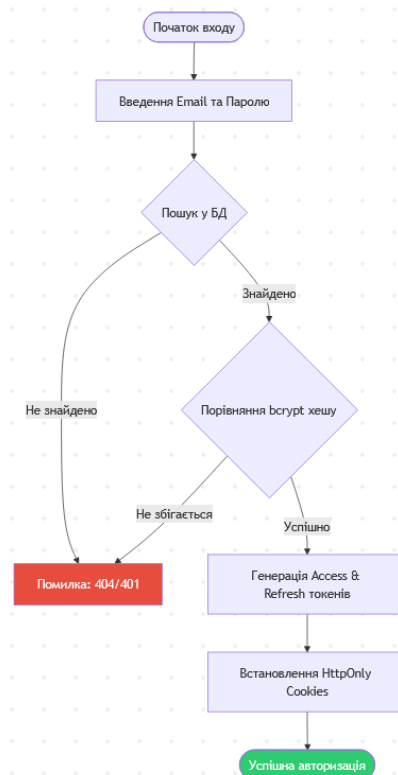 Початок входу
Введення Email та Паролю
Пошук у БД
Знайдено
Не знайдено
Порівняння bcrypt хешу
Не збігається
Успішно
Помилка: 404/401
Генерація Access &
Refresh токенів
Встановлення HttpOnly
Cookies
Успішна авторизація